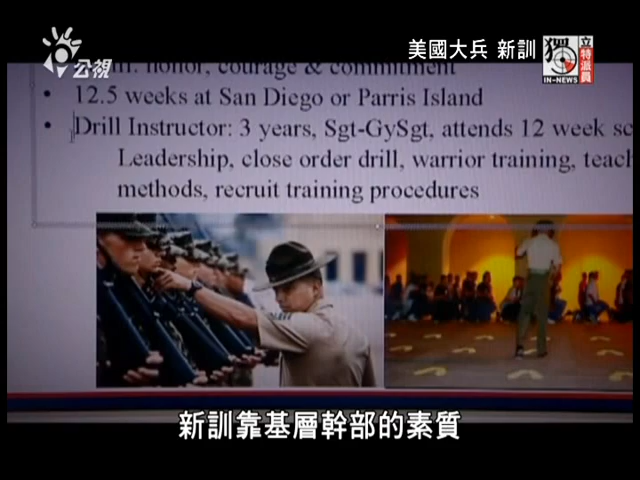 公視
美國大兵 新訓
獨立特派員
IN-NEWS
honor, courage & commitment
• 12.5 weeks at San Diego or Parris Island
• Drill Instructor: 3 years, Sgt-GySgt, attends 12 week sc
Leadership, close order drill, warrior training, teach
methods, recruit training procedures
新訓靠基層幹部的素質